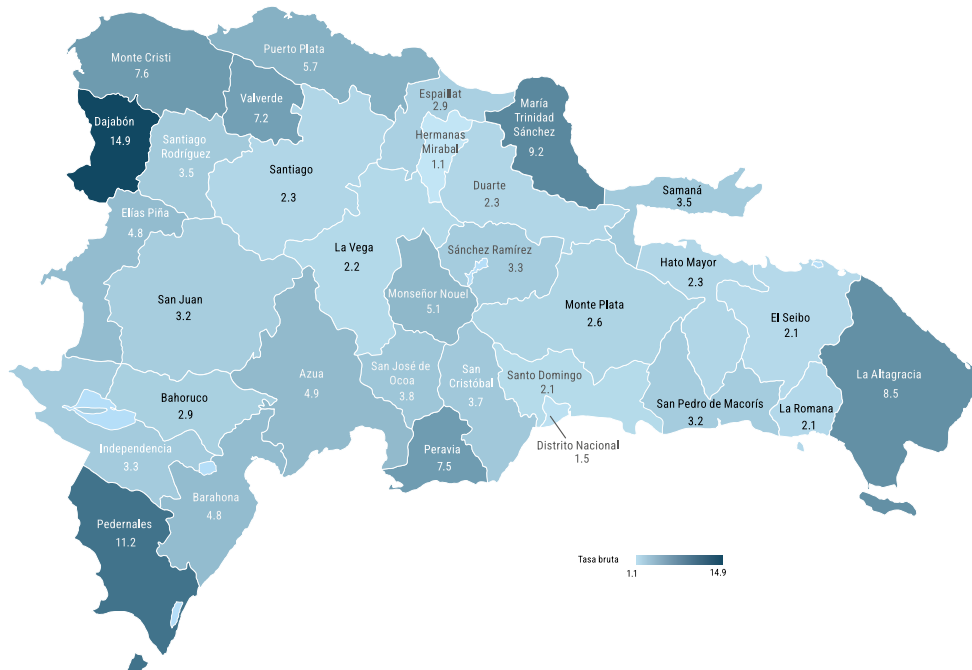 Monte Cristi
7.6
Puerto Plata
5.7
Valverde
7.2
Espaillat
2.9
María
Trinidad
Sánchez
9.2
Dajabón
14.9
Santiago
Rodríguez
3.5
Hermanas
Mirabal
1.1
Santiago
2.3
Duarte
2.3
Samaná
3.5
Elías Piña
4.8
La Vega
2.2
Sánchez Ramírez
3.3
Hato Mayor
2.3
San Juan
3.2
Monseñor Nouel
5.1
Monte Plata
2.6
El Seibo
2.1
Azua
4.9
San José de
Ocoa
3.8
San
Cristóbal
3.7
Santo Domingo
2.1
La Altagracia
8.5
Bahoruco
2.9
San Pedro de Macorís
3.2
La Romana
2.1
Distrito Nacional
1.5
Independencia
3.3
Peravia
7.5
Barahona
4.8
Pedernales
11.2
Tasa bruta
1.1
14.9